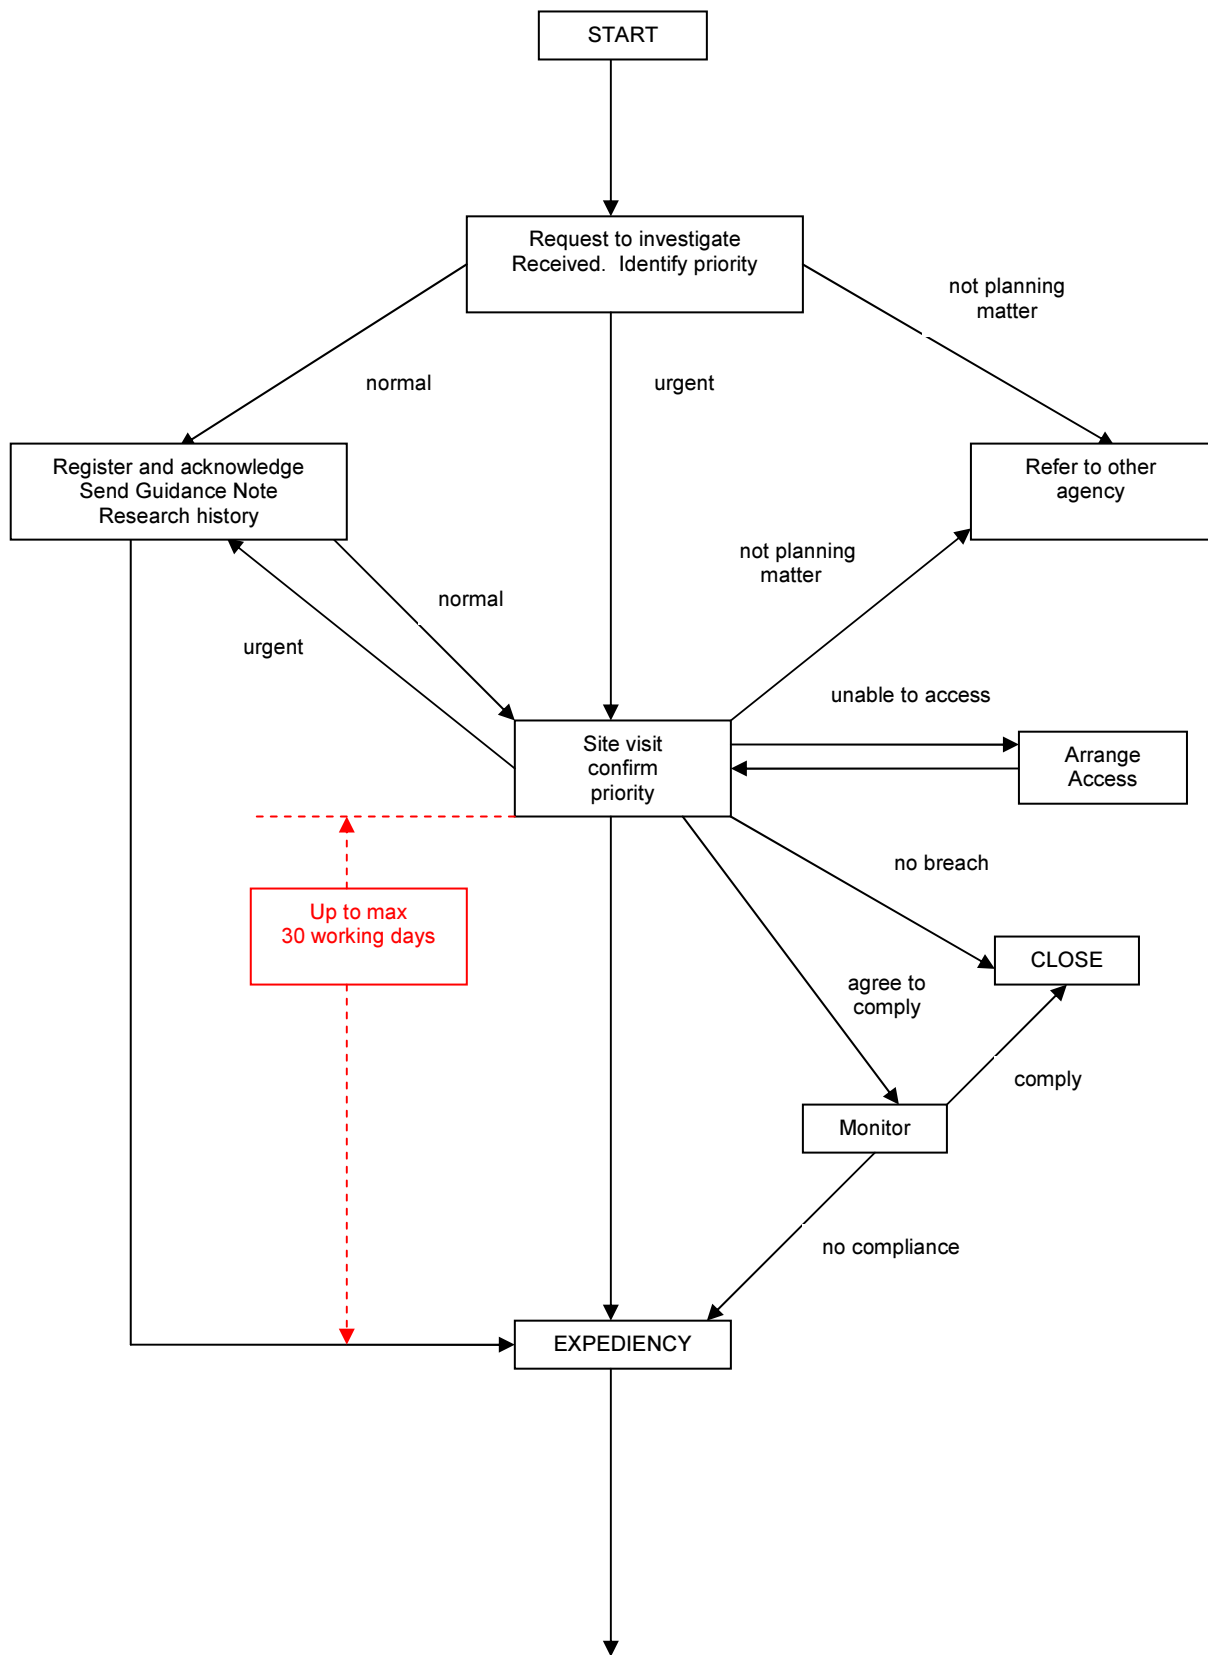 START
Request to investigate
Received.  Identify priority
not planning
matter
normal
urgent
Register and acknowledge
Send Guidance Note
Research history
Refer to other
agency
not planning
matter
normal
urgent
unable to access
Site visit
confirm
priority
Arrange
Access
no breach
Up to max
30 working days
CLOSE
agree to
comply
comply
Monitor
no compliance
EXPEDIENCY